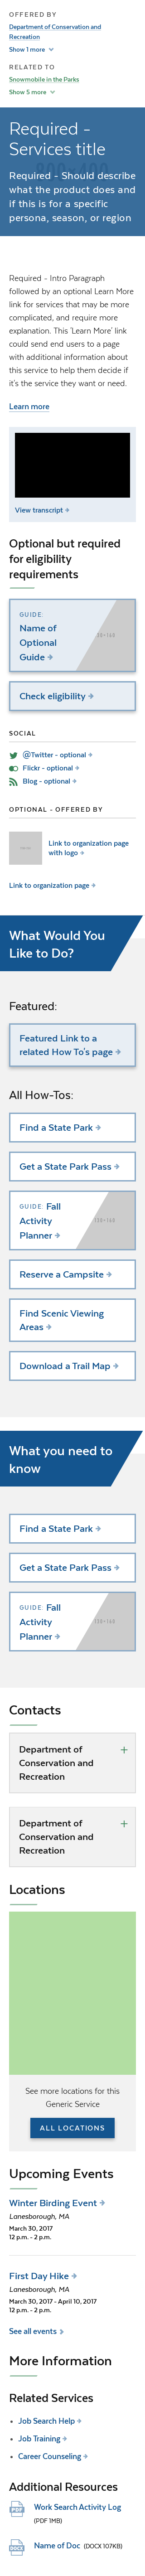 OFFERED BY
Department of Conservation and
Recreation
Show 1 more
RELATED TO
Snowmobile in the Parks
Show 5 more
Required -
Services title
Required - Should describe
what the product does and
if this is for a specific
persona, season, or region
Required - Intro Paragraph
followed by an optional Learn More
link for services that may be more
complicated, and require more
explanation. This 'Learn More' link
could send end users to a page
with additional information about
this service to help them decide if
it's the service they want or need.
Learn more
View transcript
Optional but required
for eligibility
requirements
GUIDE:
Name of
Optional
Guide
Check eligibility
SOCIAL
@Twitter - optional
Flickr - optional
Blog - optional
OPTIONAL - OFFERED BY
Link to organization page
with logo
Link to organization page
What Would You
Like to Do?
Featured:
Featured Link to a
related How To's page
All How-Tos:
Find a State Park
Get a State Park Pass
GUIDE: Fall
Activity
Planner
Reserve a Campsite
Find Scenic Viewing
Areas
Download a Trail Map
What you need to
know
Find a State Park
Get a State Park Pass
GUIDE: Fall
Activity
Planner
Contacts
Department of
Conservation and
Recreation
Department of
Conservation and
Recreation
Locations
See more locations for this
Generic Service
ALL LOCATIONS
Upcoming Events
Winter Birding Event
Lanesborough, MA
March 30, 2017
12 p.m. - 2 p.m.
First Day Hike
Lanesborough, MA
March 30, 2017 - April 10, 2017
12 p.m. - 2 p.m.
See all events
More Information
Related Services
Job Search Help
Job Training
Career Counseling
Additional Resources
Work Search Activity Log
(PDF 1MB)
Name of Doc (DOCX 107KB)